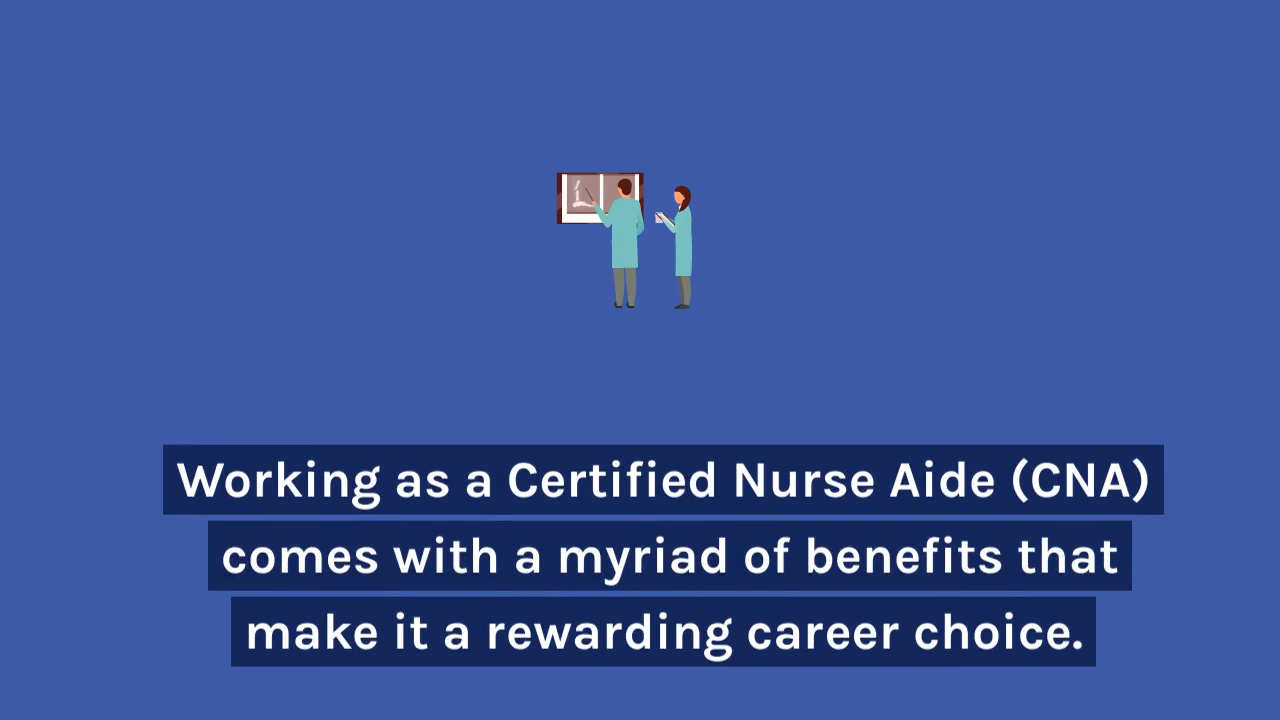 Working as a Certified Nurse Aide (CNA)
comes with a myriad of benefits that
make it a rewarding career choice.